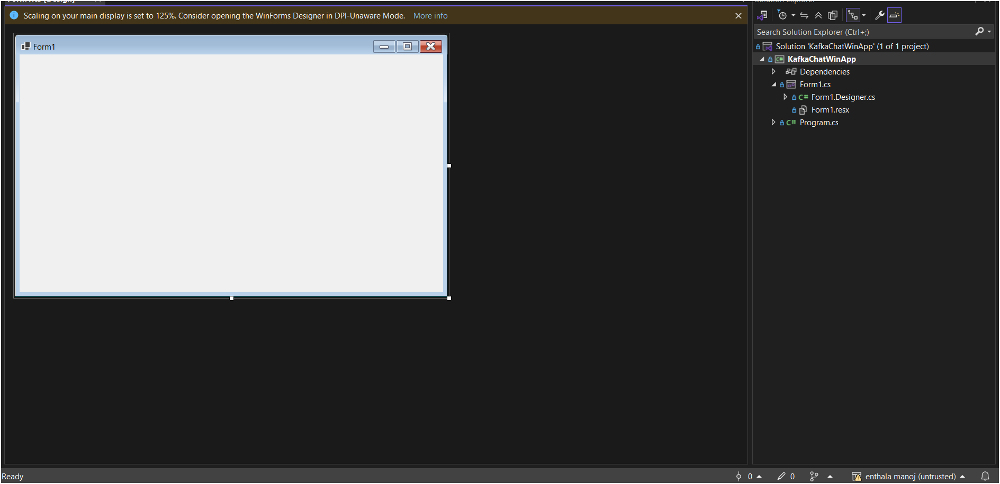 Scaling on your main display is set to 125%. Consider opening the WinForms Designer in DPI-Unaware Mode. More info
Form1
Solution Explorer
Search Solution Explorer (Ctrl+;)
Solution 'KafkaChatWinApp' (1 of 1 project)
C# KafkaChatWinApp
Dependencies
Form1.cs
C# Form1.Designer.cs
Form1.resx
C# Program.cs
Ready
0
0
enthala manoj (untrusted)